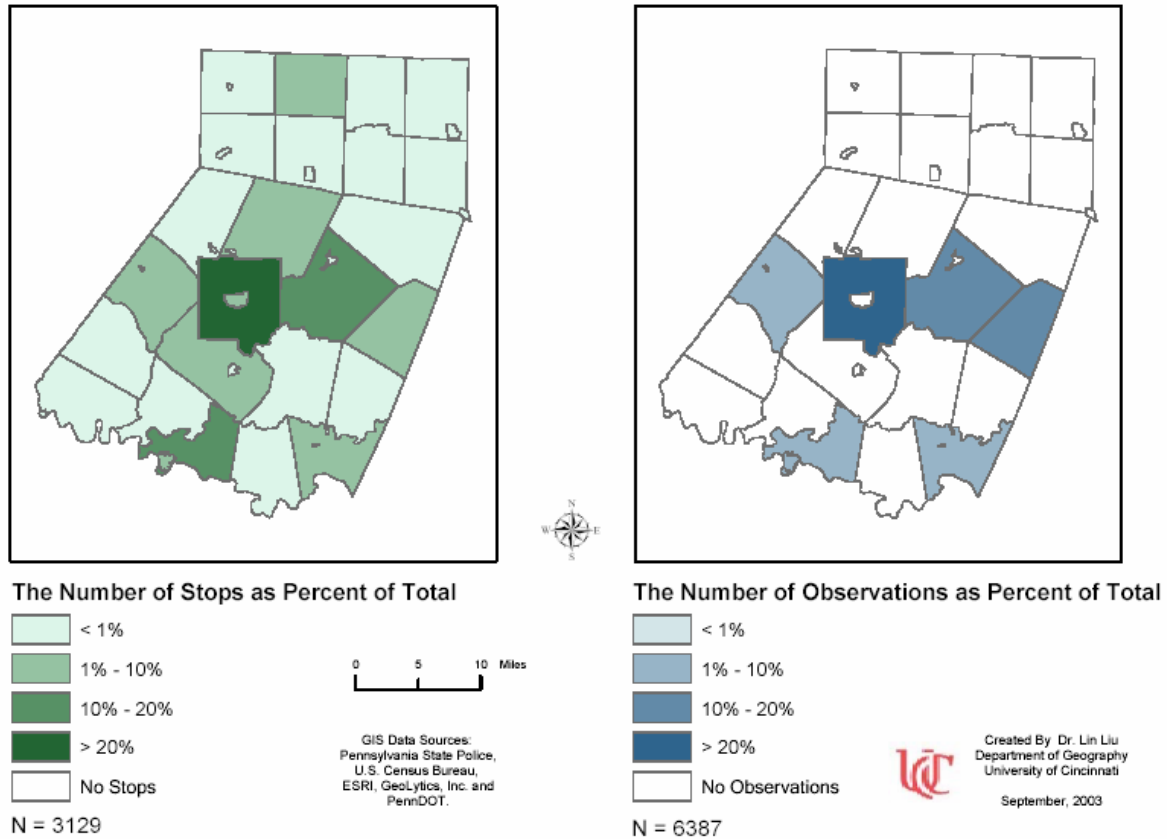 N
W E
S
The Number of Stops as Percent of Total
< 1%
1% - 10%
10% - 20%
> 20%
No Stops
N = 3129
0 5 10 Miles
GIS Data Sources:
Pennsylvania State Police,
U.S. Census Bureau,
ESRI, GeoLytics, Inc. and
PennDOT.
The Number of Observations as Percent of Total
< 1%
1% - 10%
10% - 20%
> 20%
No Observations
N = 6387
UC
Created By Dr. Lin Liu
Department of Geography
University of Cincinnati
September, 2003